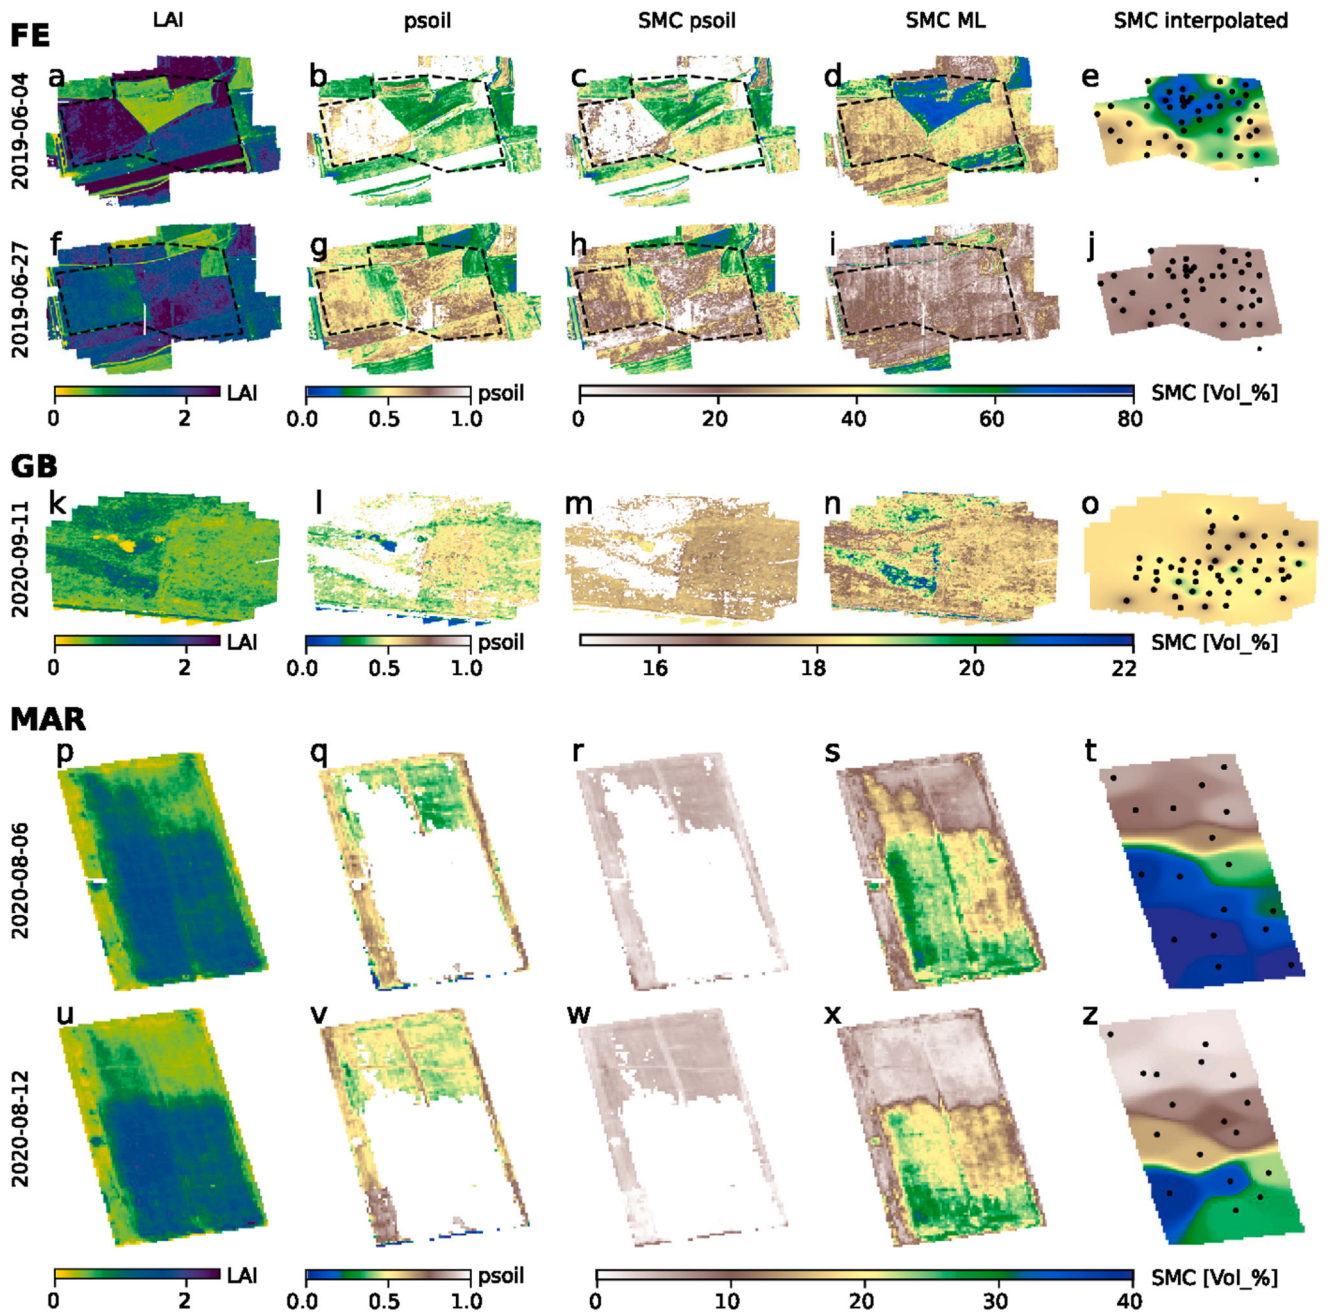 LAI psoil SMC psoil SMC ML SMC interpolated
FE
2019-06-04
a b c d e
2019-06-27
f g h i j
LAI psoil SMC [Vol_%]
0 2 0.0 0.5 1.0 0 20 40 60 80
GB
2020-09-11
k l m n o
LAI psoil SMC [Vol_%]
0 2 0.0 0.5 1.0 16 18 20 22
MAR
2020-08-06
p q r s t
2020-08-12
u v w x z
LAI psoil SMC [Vol_%]
0 2 0.0 0.5 1.0 0 10 20 30 40